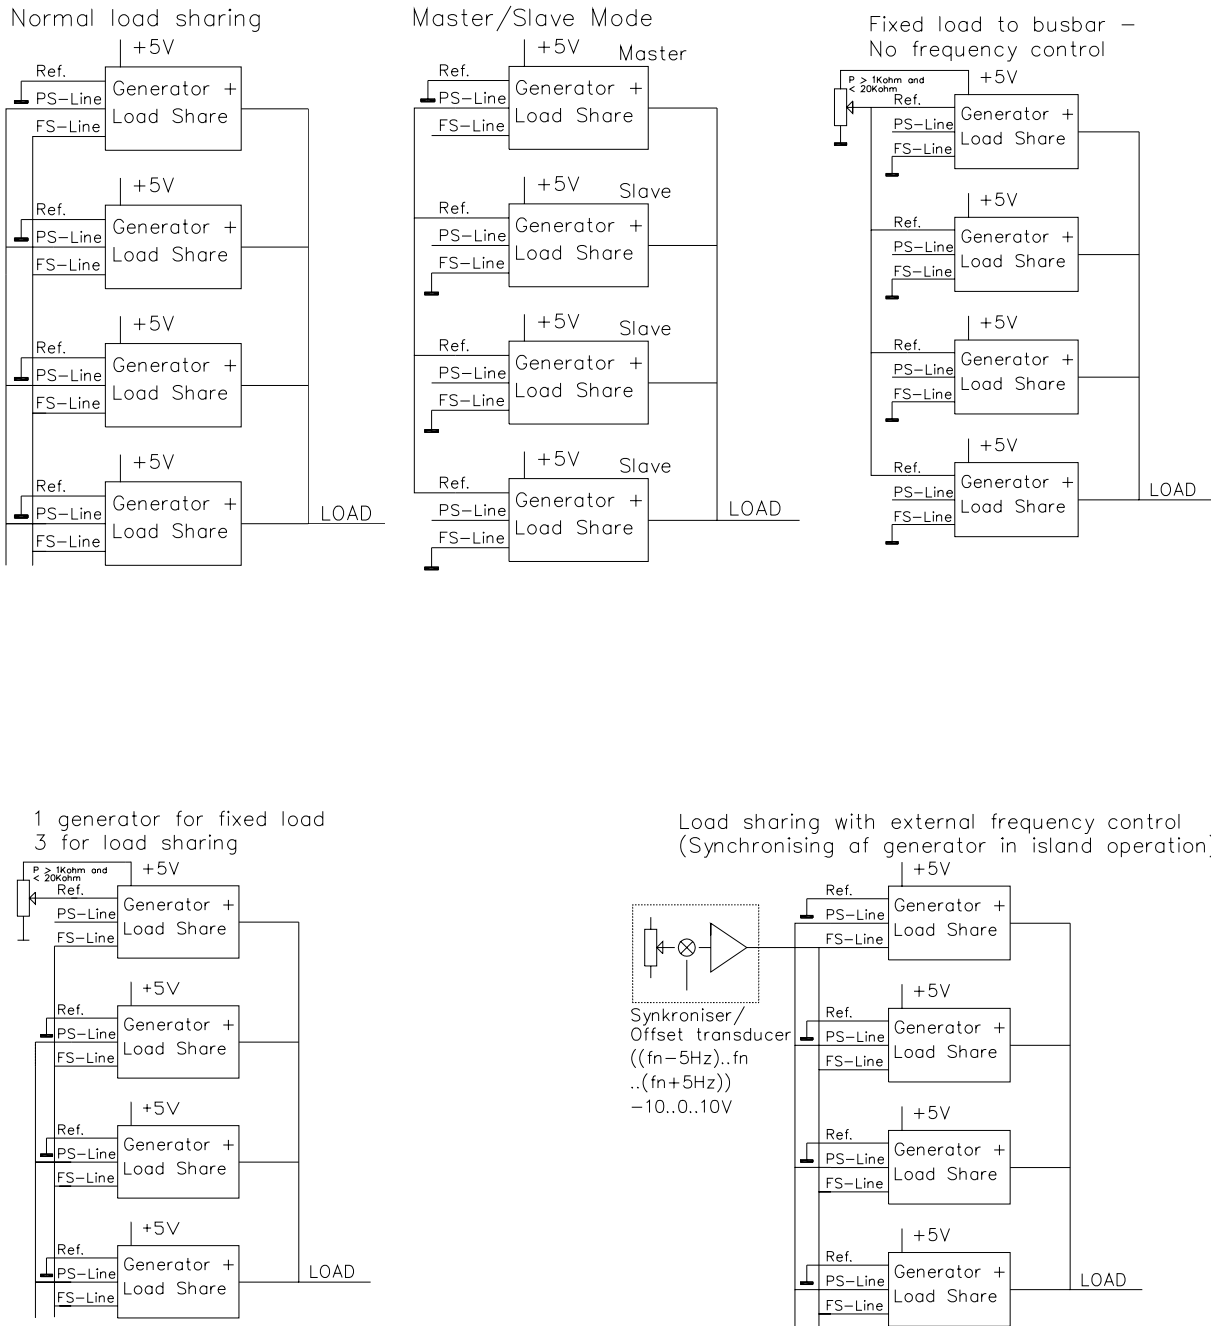 Normal load sharing
+5V
Ref.
PS-Line
FS-Line
Generator +
Load Share
+5V
Ref.
PS-Line
FS-Line
Generator +
Load Share
+5V
Ref.
PS-Line
FS-Line
Generator +
Load Share
+5V
Ref.
PS-Line
FS-Line
Generator +
Load Share
LOAD
Master/Slave Mode
+5V
Master
Ref.
PS-Line
FS-Line
Generator +
Load Share
+5V
Slave
Ref.
PS-Line
FS-Line
Generator +
Load Share
+5V
Slave
Ref.
PS-Line
FS-Line
Generator +
Load Share
+5V
Slave
Ref.
PS-Line
FS-Line
Generator +
Load Share
LOAD
Fixed load to busbar -
No frequency control
+5V
P > 1Kohm and
< 20Kohm
Ref.
PS-Line
FS-Line
Generator +
Load Share
+5V
Ref.
PS-Line
FS-Line
Generator +
Load Share
+5V
Ref.
PS-Line
FS-Line
Generator +
Load Share
+5V
Ref.
PS-Line
FS-Line
Generator +
Load Share
LOAD
1 generator for fixed load
3 for load sharing
+5V
P > 1Kohm and
< 20Kohm
Ref.
PS-Line
FS-Line
Generator +
Load Share
+5V
Ref.
PS-Line
FS-Line
Generator +
Load Share
+5V
Ref.
PS-Line
FS-Line
Generator +
Load Share
+5V
Ref.
PS-Line
FS-Line
Generator +
Load Share
LOAD
Load sharing with external frequency control
(Synchronising af generator in island operation)
+5V
Ref.
PS-Line
FS-Line
Generator +
Load Share
Synkroniser/
Offset transducer
((fn-5Hz)..fn
..(fn+5Hz))
-10..0..10V
+5V
Ref.
PS-Line
FS-Line
Generator +
Load Share
+5V
Ref.
PS-Line
FS-Line
Generator +
Load Share
+5V
Ref.
PS-Line
FS-Line
Generator +
Load Share
LOAD